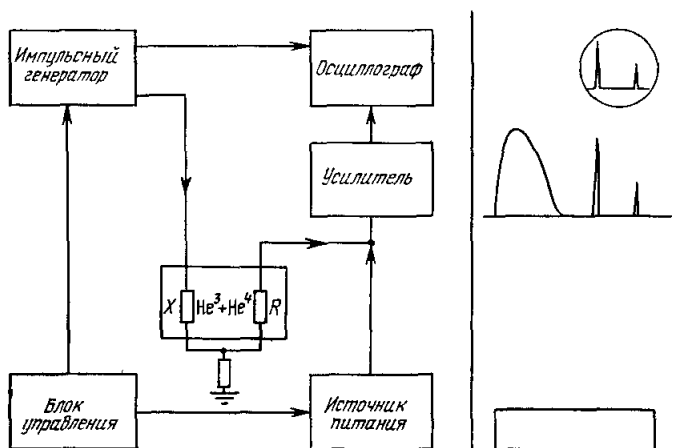 Импульсный
генератор
Осциллограф
Усилитель
X He³+He⁴ R
Блок
управления
Источник
питания